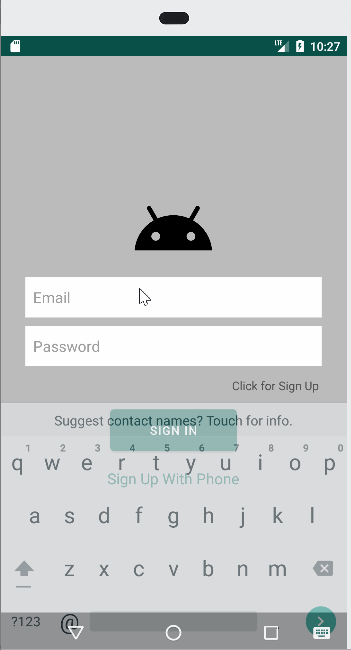 LTE 10:27
Email
Password
Click for Sign Up
Suggest contact names? Touch for info.
SIGN IN
1 2 3 4 5 6 7 8 9 0
q w e r t y u i o p
Sign Up With Phone
a s d f g h j k l
z x c v b n m
?123 @